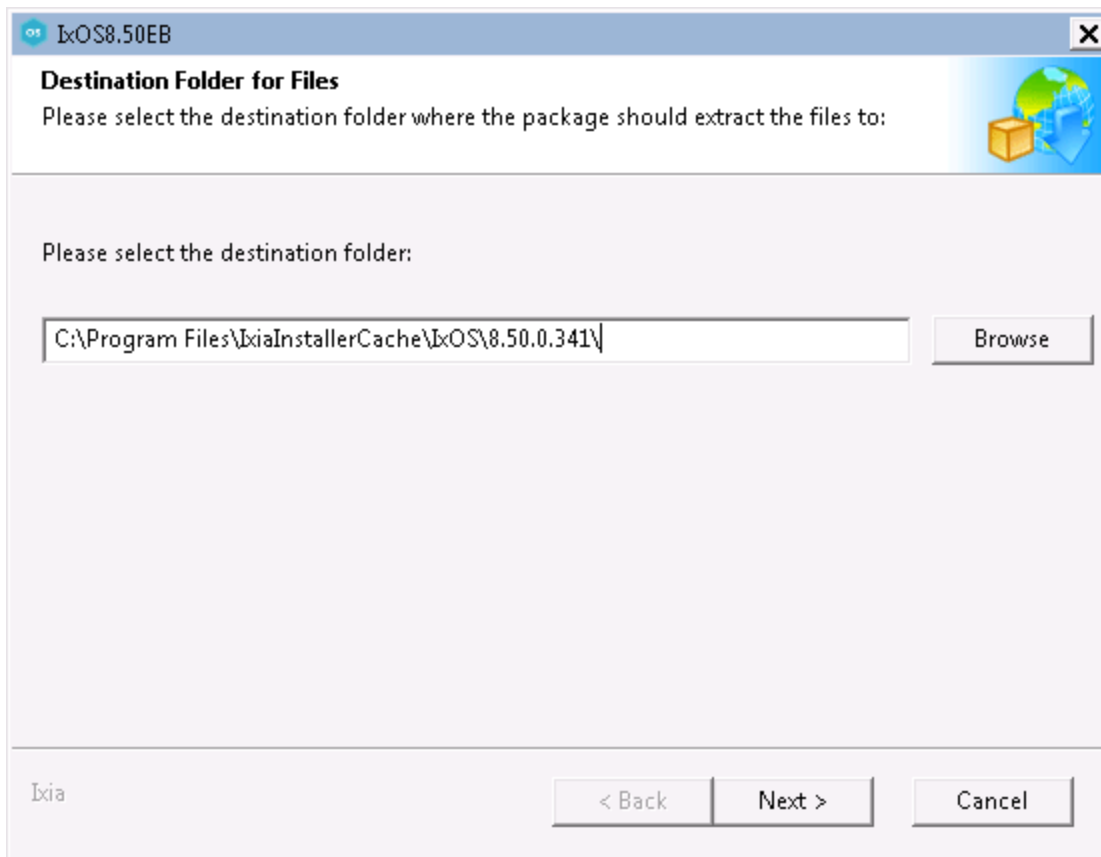 IxOS8.50EB
Destination Folder for Files
Please select the destination folder where the package should extract the files to:
Please select the destination folder:
C:\Program Files\IxiaInstallerCache\IxOS\8.50.0.341\
Browse
Ixia
< Back
Next >
Cancel